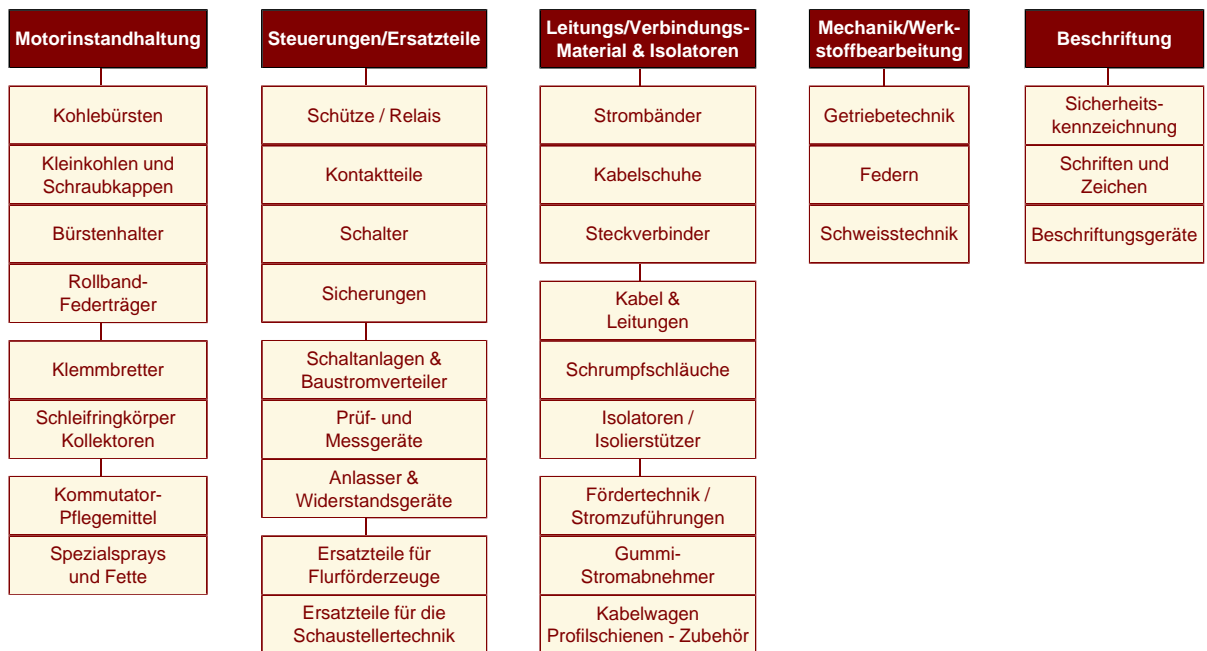 Motorinstandhaltung
Kohlebürsten
Kleinkohlen und
Schraubkappen
Bürstenhalter
Rollband-
Federträger
Klemmbretter
Schleifringkörper
Kollektoren
Kommutator-
Pflegemittel
Spezialsprays
und Fette
Steuerungen/Ersatzteile
Schütze / Relais
Kontaktteile
Schalter
Sicherungen
Schaltanlagen &
Baustromverteiler
Prüf- und
Messgeräte
Anlasser &
Widerstandsgeräte
Ersatzteile für
Flurförderzeuge
Ersatzteile für die
Schaustellertechnik
Leitungs/Verbindungs-
Material & Isolatoren
Strombänder
Kabelschuhe
Steckverbinder
Kabel &
Leitungen
Schrumpfschläuche
Isolatoren /
Isolierstützer
Fördertechnik /
Stromzuführungen
Gummi-
Stromabnehmer
Kabelwagen
Profilschienen - Zubehör
Mechanik/Werk-
stoffbearbeitung
Getriebetechnik
Federn
Schweisstechnik
Beschriftung
Sicherheits-
kennzeichnung
Schriften und
Zeichen
Beschriftungsgeräte